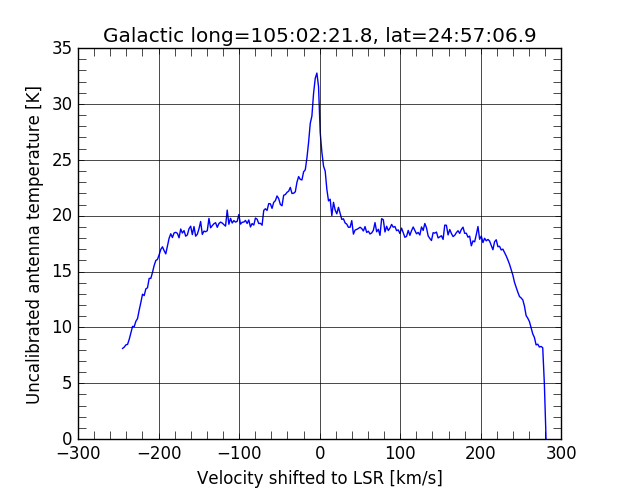 Galactic long=105:02:21.8, lat=24:57:06.9
35
30
25
20
15
10
5
0
Uncalibrated antenna temperature [K]
−300 −200 −100 0 100 200 300
Velocity shifted to LSR [km/s]